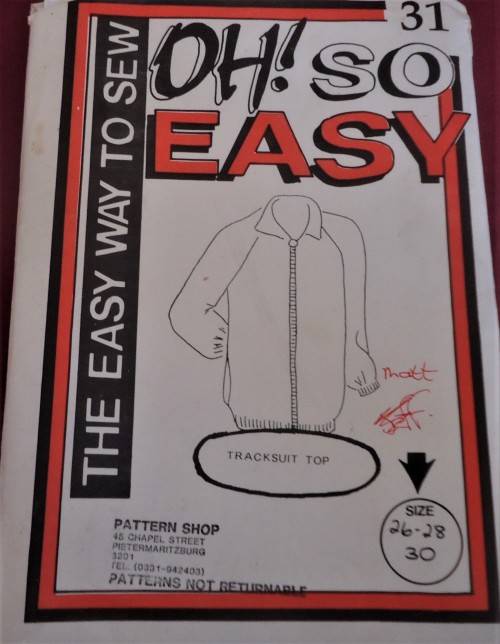 31
OH! SO
EASY
THE EASY WAY TO SEW
Matt
TRACKSUIT TOP
SIZE
26-28
30
PATTERN SHOP
45 CHAPEL STREET
PIETERMARITZBURG
3201
TEL. (0331-942403)
PATTERNS NOT RETURNABLE